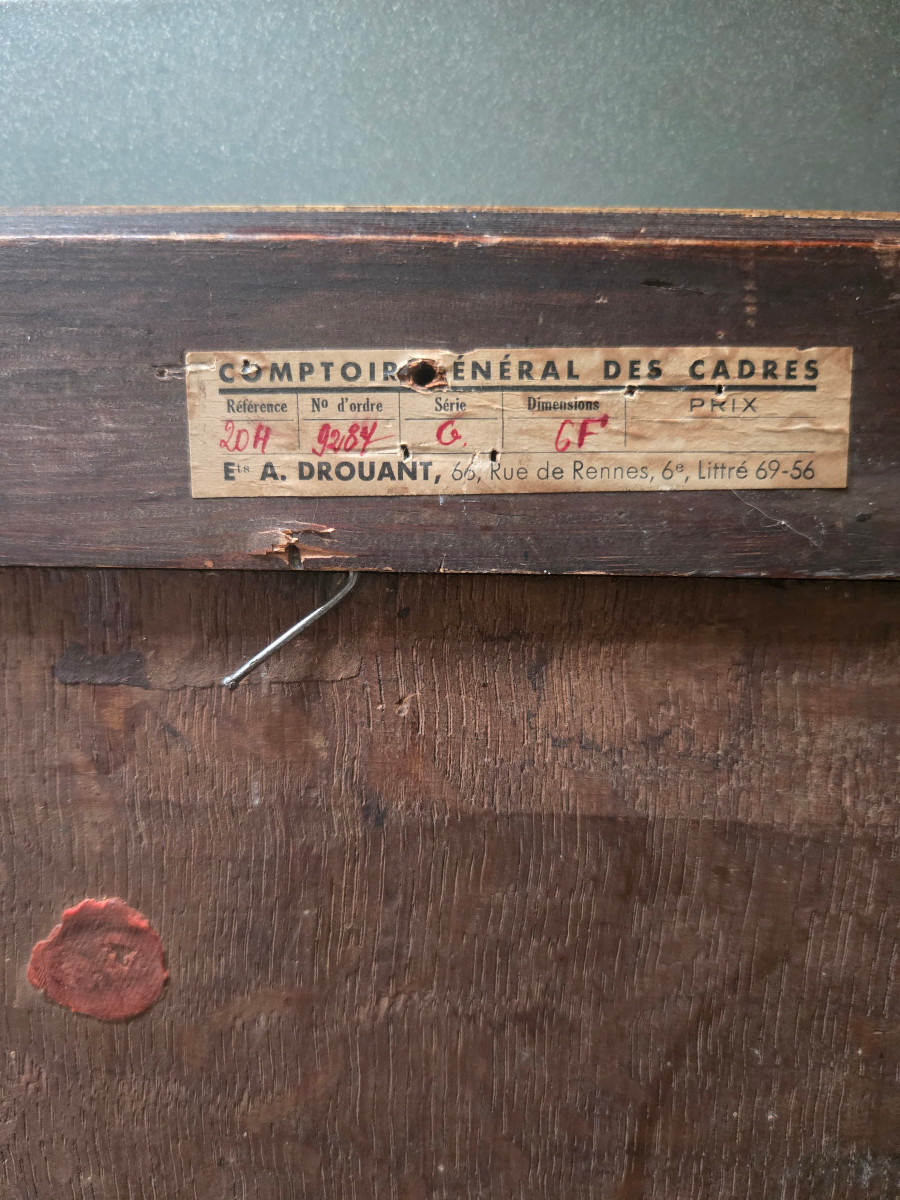 COMPTOIR GÉNÉRAL DES CADRES
Référence Nº d'ordre Série Dimensions PRIX
20H 9284 G. 6F
Ets A. DROUANT, 66, Rue de Rennes, 6e, Littré 69-56